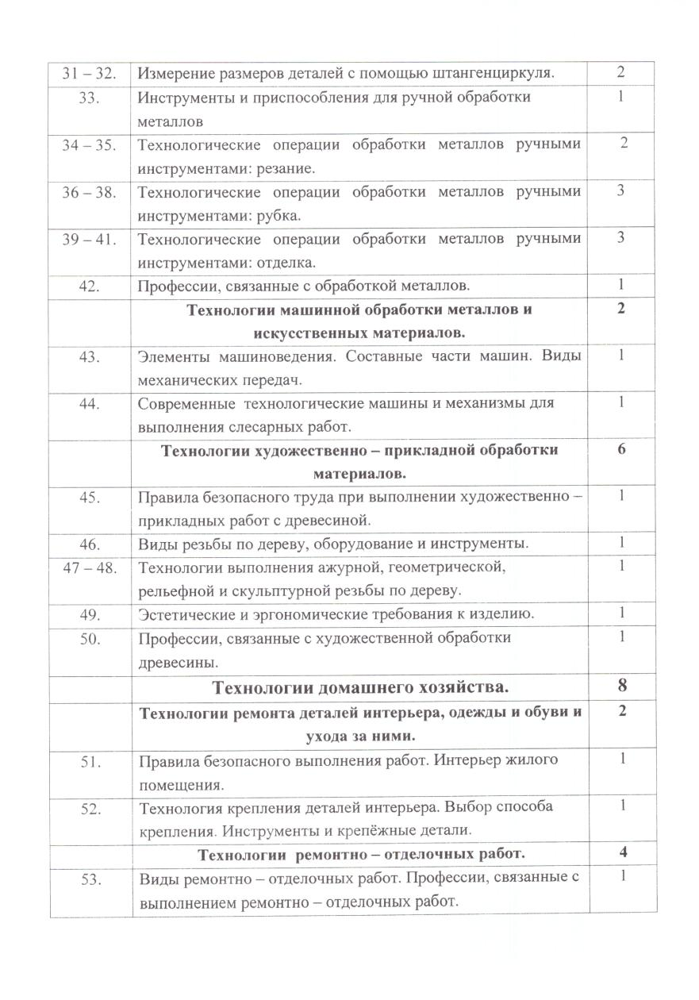 31 – 32. Измерение размеров деталей с помощью штангенциркуля. 2
33. Инструменты и приспособления для ручной обработки 1
металлов
34 – 35. Технологические операции обработки металлов ручными 2
инструментами: резание.
36 – 38. Технологические операции обработки металлов ручными 3
инструментами: рубка.
39 – 41. Технологические операции обработки металлов ручными 3
инструментами: отделка.
42. Профессии, связанные с обработкой металлов. 1
Технологии машинной обработки металлов и 2
искусственных материалов.
43. Элементы машиноведения. Составные части машин. Виды 1
механических передач.
44. Современные технологические машины и механизмы для 1
выполнения слесарных работ.
Технологии художественно – прикладной обработки 6
материалов.
45. Правила безопасного труда при выполнении художественно – 1
прикладных работ с древесиной.
46. Виды резьбы по дереву, оборудование и инструменты. 1
47 – 48. Технологии выполнения ажурной, геометрической, 1
рельефной и скульптурной резьбы по дереву.
49. Эстетические и эргономические требования к изделию. 1
50. Профессии, связанные с художественной обработки 1
древесины.
Технологии домашнего хозяйства. 8
Технологии ремонта деталей интерьера, одежды и обуви и 2
ухода за ними.
51. Правила безопасного выполнения работ. Интерьер жилого 1
помещения.
52. Технология крепления деталей интерьера. Выбор способа 1
крепления. Инструменты и крепёжные детали.
Технологии ремонтно – отделочных работ. 4
53. Виды ремонтно – отделочных работ. Профессии, связанные с 1
выполнением ремонтно – отделочных работ.